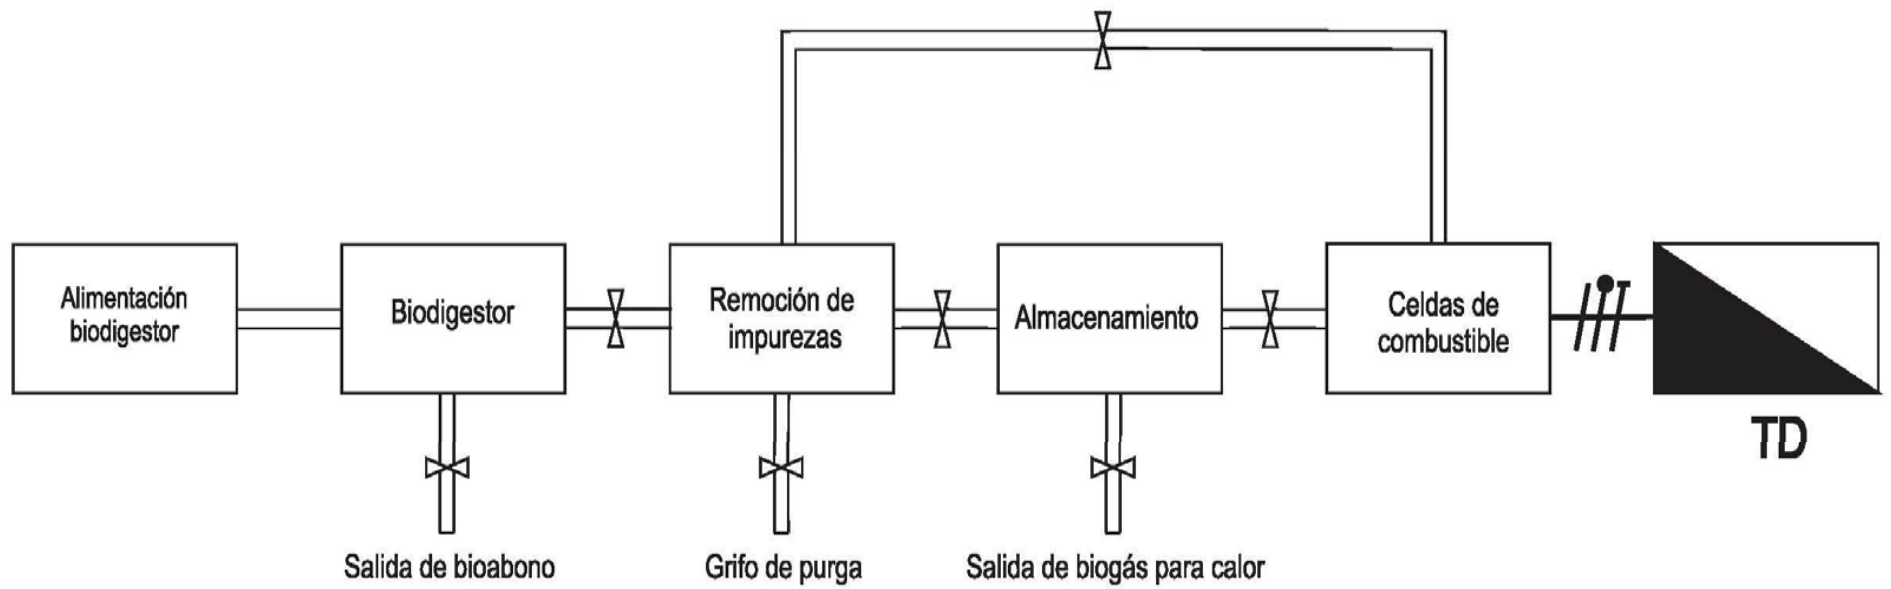 Alimentación
biodigestor
Biodigestor
Remoción de
impurezas
Almacenamiento
Celdas de
combustible
TD
Salida de bioabono
Grifo de purga
Salida de biogás para calor